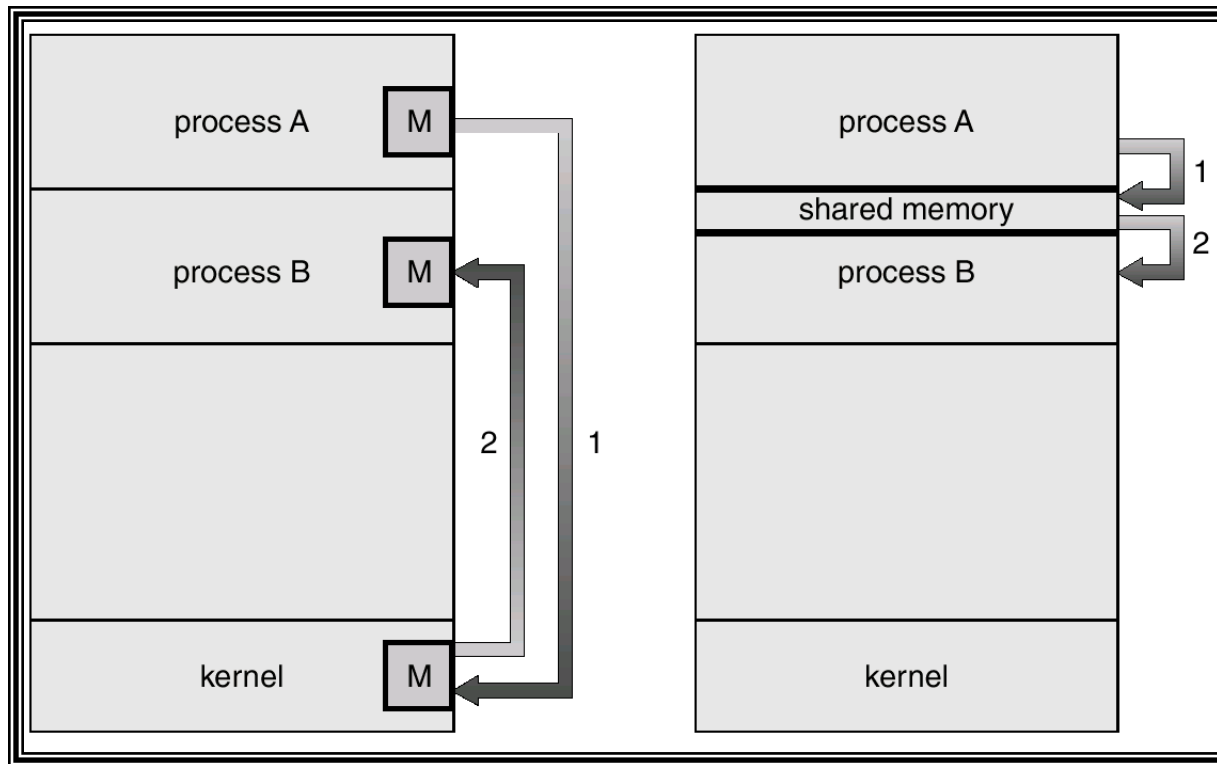 process A
M
process B
M
2
1
kernel
M
process A
1
shared memory
2
process B
kernel